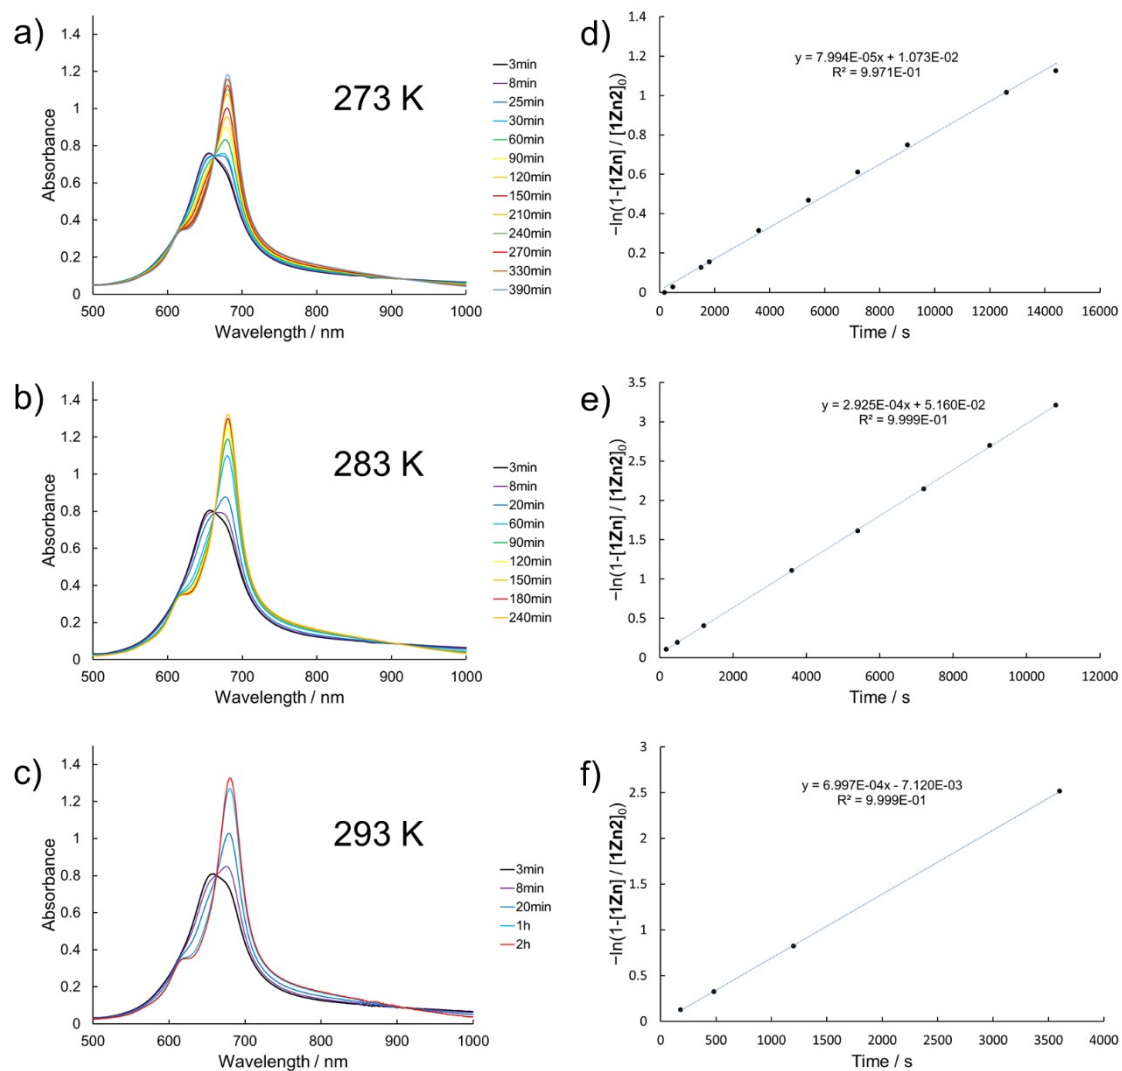 a)
1.4
1.2
1
0.8
0.6
0.4
0.2
0
500 600 700 800 900 1000
Absorbance
Wavelength / nm
273 K
3min
8min
25min
30min
60min
90min
120min
150min
210min
240min
270min
330min
390min
d)
1.4
1.2
1
0.8
0.6
0.4
0.2
0
0 2000 4000 6000 8000 10000 12000 14000 16000
−ln(1-[1Zn] / [1Zn2]₀)
Time / s
y = 7.994E-05x + 1.073E-02
R² = 9.971E-01
b)
1.4
1.2
1
0.8
0.6
0.4
0.2
0
500 600 700 800 900 1000
Absorbance
Wavelength / nm
283 K
3min
8min
20min
60min
90min
120min
150min
180min
240min
e)
3.5
3
2.5
2
1.5
1
0.5
0
0 2000 4000 6000 8000 10000 12000
−ln(1-[1Zn] / [1Zn2]₀)
Time / s
y = 2.925E-04x + 5.160E-02
R² = 9.999E-01
c)
1.4
1.2
1
0.8
0.6
0.4
0.2
0
500 600 700 800 900 1000
Absorbance
Wavelength / nm
293 K
3min
8min
20min
1h
2h
f)
3
2.5
2
1.5
1
0.5
0
0 500 1000 1500 2000 2500 3000 3500 4000
−ln(1-[1Zn] / [1Zn2]₀)
Time / s
y = 6.997E-04x - 7.120E-03
R² = 9.999E-01